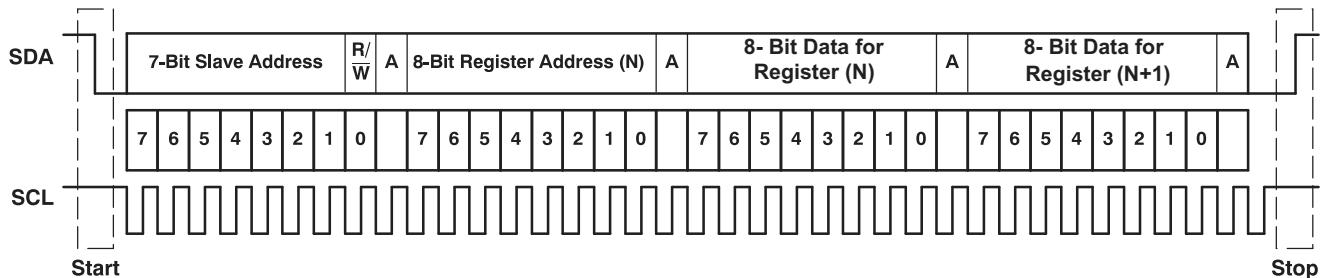 SDA
7-Bit Slave Address
R/
W
A
8-Bit Register Address (N)
A
8- Bit Data for
Register (N)
A
8- Bit Data for
Register (N+1)
A
7 6 5 4 3 2 1 0 7 6 5 4 3 2 1 0 7 6 5 4 3 2 1 0 7 6 5 4 3 2 1 0
SCL
Start
Stop